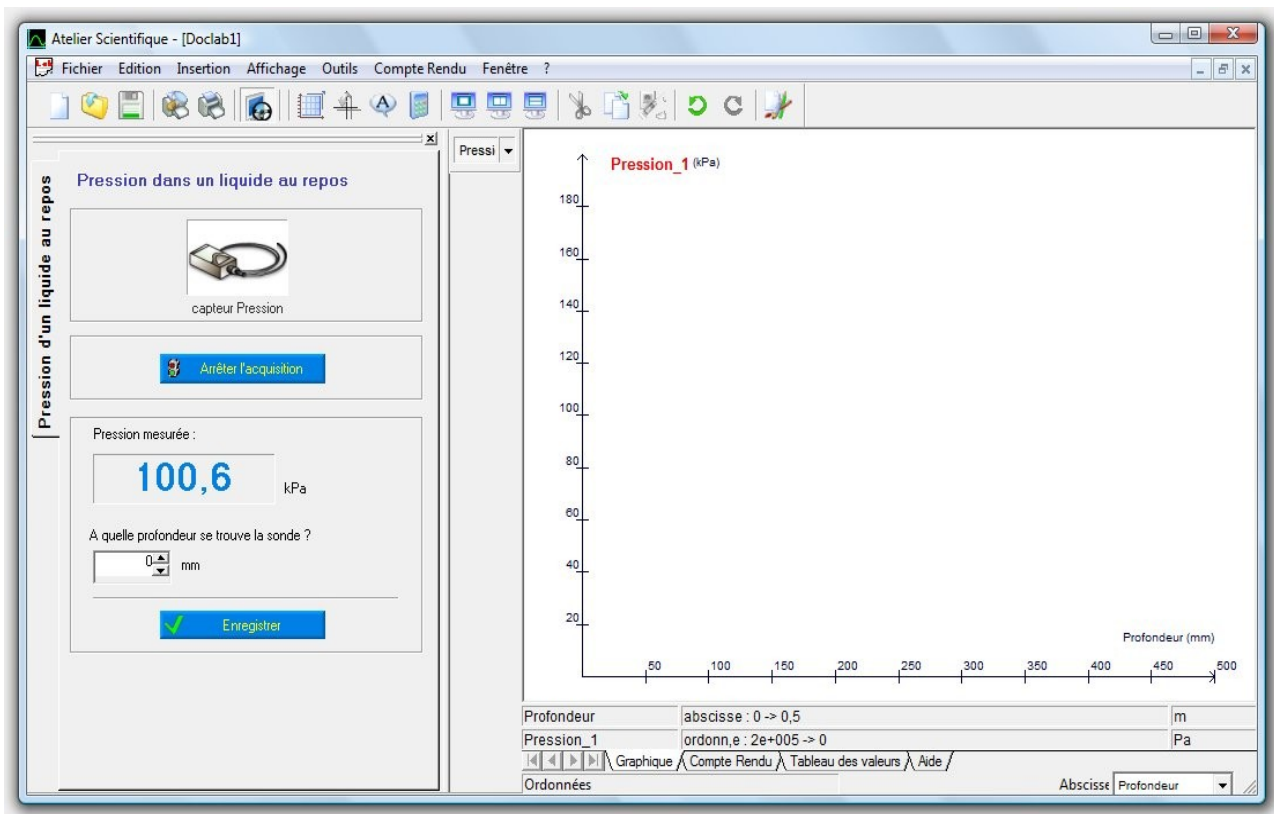 Atelier Scientifique - [Doclab1]
Fichier Edition Insertion Affichage Outils Compte Rendu Fenêtre ?
Pression d'un liquide au repos
Pression dans un liquide au repos
capteur Pression
Arrêter l'acquisition
Pression mesurée :
100,6 kPa
A quelle profondeur se trouve la sonde ?
0 mm
Enregistrer
Pressi
Pression_1 (kPa)
180
160
140
120
100
80
60
40
20
Profondeur (mm)
50 100 150 200 250 300 350 400 450 500
Profondeur abscisse : 0 -> 0,5 m
Pression_1 ordonn,e : 2e+005 -> 0 Pa
Graphique Compte Rendu Tableau des valeurs Aide
Ordonnées Abscisse Profondeur